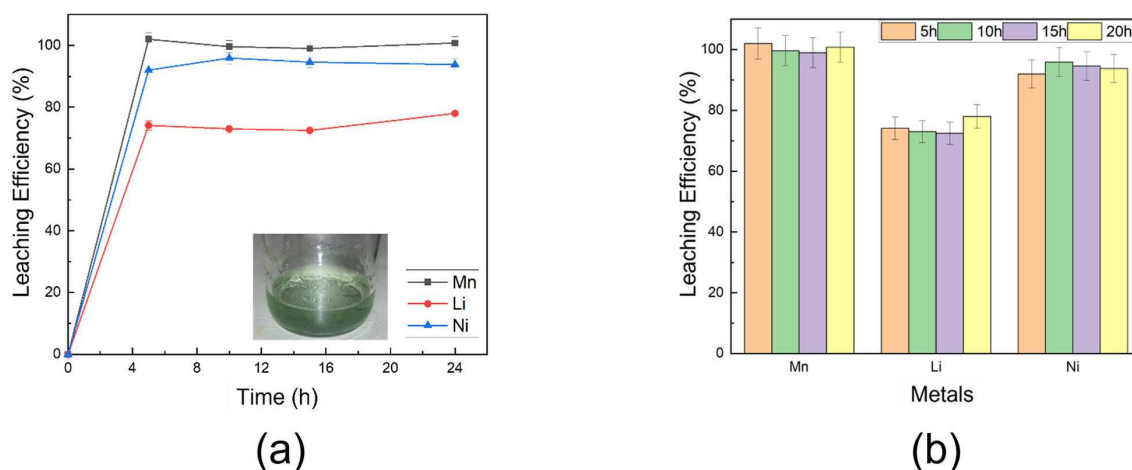 Leaching Efficiency (%)
100
80
60
40
20
0
0 4 8 12 16 20 24
Time (h)
Mn
Li
Ni
(a)
Leaching Efficiency (%)
5h 10h 15h 20h
100
80
60
40
20
0
Mn Li Ni
Metals
(b)